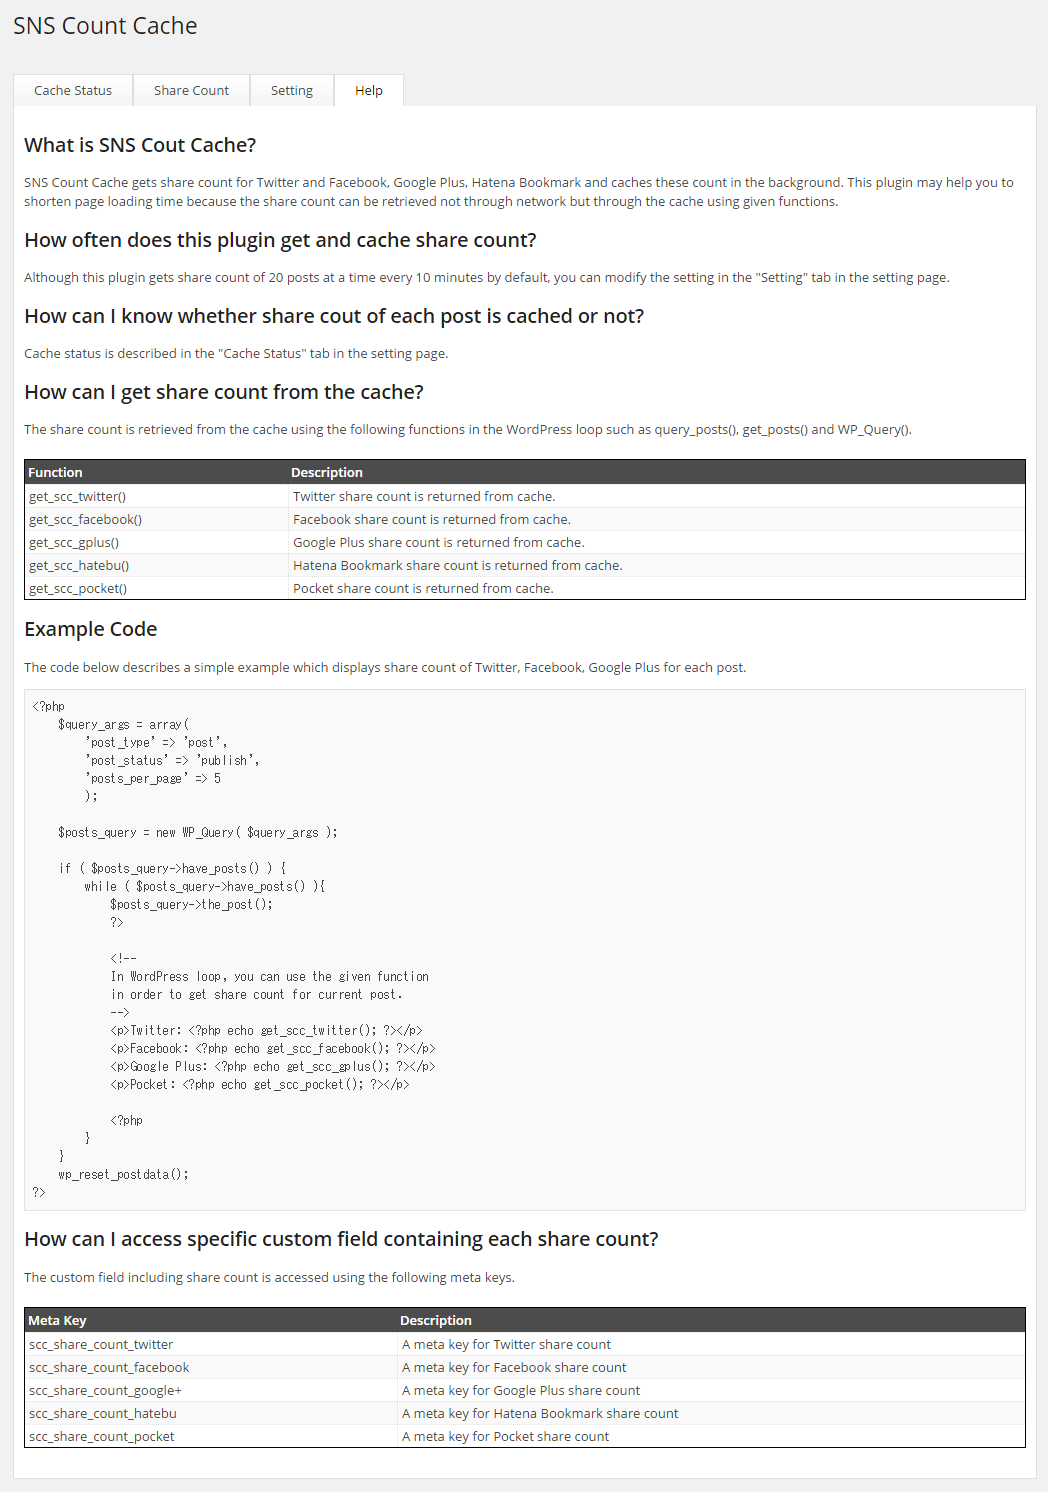 SNS Count Cache
Cache Status Share Count Setting Help
What is SNS Cout Cache?
SNS Count Cache gets share count for Twitter and Facebook, Google Plus, Hatena Bookmark and caches these count in the background. This plugin may help you to
shorten page loading time because the share count can be retrieved not through network but through the cache using given functions.
How often does this plugin get and cache share count?
Although this plugin gets share count of 20 posts at a time every 10 minutes by default, you can modify the setting in the "Setting" tab in the setting page.
How can I know whether share cout of each post is cached or not?
Cache status is described in the "Cache Status" tab in the setting page.
How can I get share count from the cache?
The share count is retrieved from the cache using the following functions in the WordPress loop such as query_posts(), get_posts() and WP_Query().
Function Description
get_scc_twitter() Twitter share count is returned from cache.
get_scc_facebook() Facebook share count is returned from cache.
get_scc_gplus() Google Plus share count is returned from cache.
get_scc_hatebu() Hatena Bookmark share count is returned from cache.
get_scc_pocket() Pocket share count is returned from cache.
Example Code
The code below describes a simple example which displays share count of Twitter, Facebook, Google Plus for each post.
<?php
$query_args = array(
'post_type' => 'post',
'post_status' => 'publish',
'posts_per_page' => 5
);
$posts_query = new WP_Query( $query_args );
if ( $posts_query->have_posts() ) {
while ( $posts_query->have_posts() ){
$posts_query->the_post();
?>
<!--
In WordPress loop, you can use the given function
in order to get share count for current post.
-->
<p>Twitter: <?php echo get_scc_twitter(); ?></p>
<p>Facebook: <?php echo get_scc_facebook(); ?></p>
<p>Google Plus: <?php echo get_scc_gplus(); ?></p>
<p>Pocket: <?php echo get_scc_pocket(); ?></p>
<?php
}
}
wp_reset_postdata();
?>
How can I access specific custom field containing each share count?
The custom field including share count is accessed using the following meta keys.
Meta Key Description
scc_share_count_twitter A meta key for Twitter share count
scc_share_count_facebook A meta key for Facebook share count
scc_share_count_google+ A meta key for Google Plus share count
scc_share_count_hatebu A meta key for Hatena Bookmark share count
scc_share_count_pocket A meta key for Pocket share count